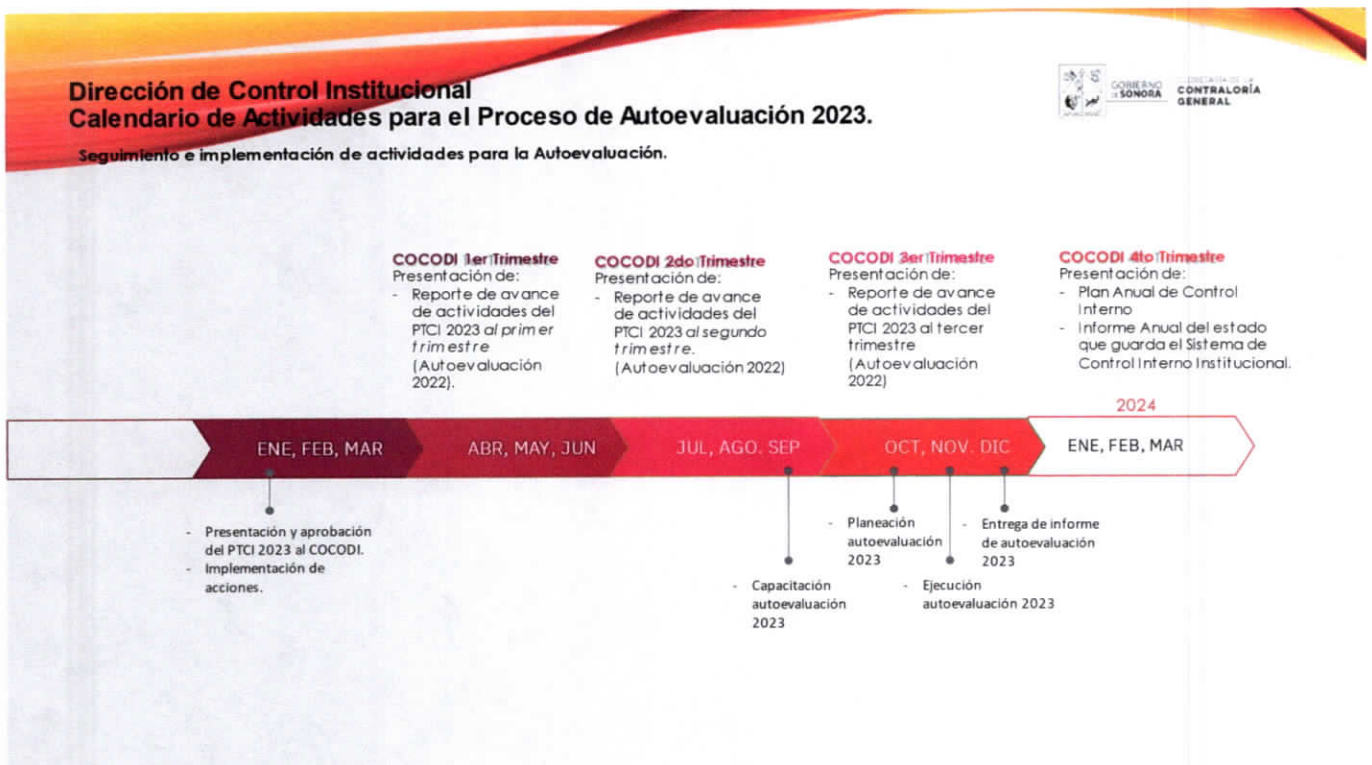 Dirección de Control Institucional
Calendario de Actividades para el Proceso de Autoevaluación 2023.
GOBIERNO
DE SONORA
SECRETARÍA DE LA
CONTRALORÍA
GENERAL
Seguimiento e implementación de actividades para la Autoevaluación.
COCODI 1er Trimestre
Presentación de:
- Reporte de avance
de actividades del
PTCI 2023 al primer
trimestre
(Autoevaluación
2022).
COCODI 2do Trimestre
Presentación de:
- Reporte de avance
de actividades del
PTCI 2023 al segundo
trimestre.
(Autoevaluación 2022)
COCODI 3er Trimestre
Presentación de:
- Reporte de avance
de actividades del
PTCI 2023 al tercer
trimestre
(Autoevaluación
2022)
COCODI 4to Trimestre
Presentación de:
- Plan Anual de Control
Interno
- Informe Anual del estado
que guarda el Sistema de
Control Interno Institucional.
2024
ENE, FEB, MAR
ABR, MAY, JUN
JUL, AGO. SEP
OCT, NOV. DIC
ENE, FEB, MAR
- Presentación y aprobación
del PTCI 2023 al COCODI.
- Implementación de
acciones.
- Capacitación
autoevaluación
2023
- Planeación
autoevaluación
2023
- Ejecución
autoevaluación 2023
- Entrega de informe
de autoevaluación
2023